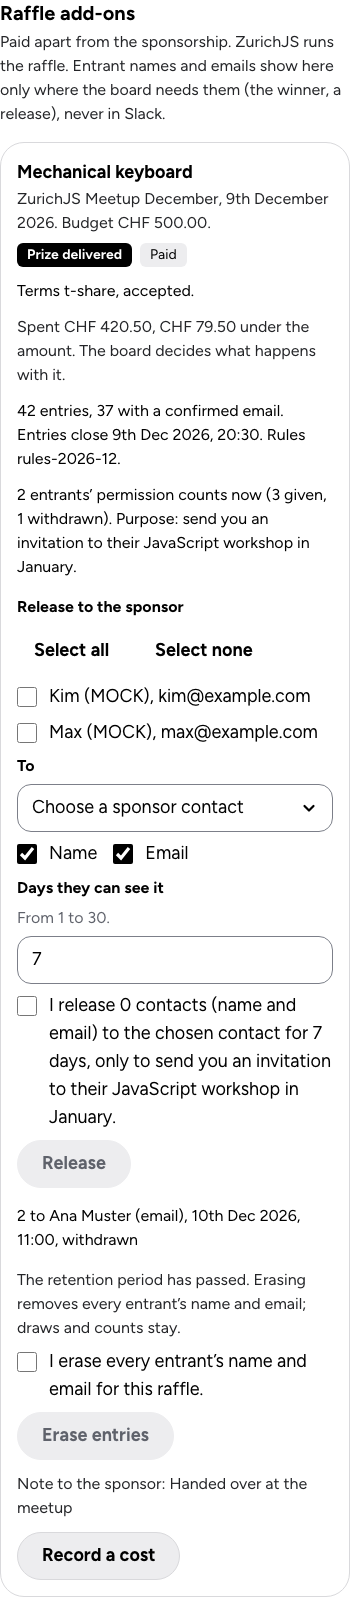 Raffle add-ons
Paid apart from the sponsorship. ZurichJS runs
the raffle. Entrant names and emails show here
only where the board needs them (the winner, a
release), never in Slack.
Mechanical keyboard
ZurichJS Meetup December, 9th December
2026. Budget CHF 500.00.
Prize delivered Paid
Terms t-share, accepted.
Spent CHF 420.50, CHF 79.50 under the
amount. The board decides what happens
with it.
42 entries, 37 with a confirmed email.
Entries close 9th Dec 2026, 20:30. Rules
rules-2026-12.
2 entrants’ permission counts now (3 given,
1 withdrawn). Purpose: send you an
invitation to their JavaScript workshop in
January.
Release to the sponsor
Select all Select none
Kim (MOCK), kim@example.com
Max (MOCK), max@example.com
To
Choose a sponsor contact
Name Email
Days they can see it
From 1 to 30.
7
I release 0 contacts (name and
email) to the chosen contact for 7
days, only to send you an invitation
to their JavaScript workshop in
January.
Release
2 to Ana Muster (email), 10th Dec 2026,
11:00, withdrawn
The retention period has passed. Erasing
removes every entrant’s name and email;
draws and counts stay.
I erase every entrant’s name and
email for this raffle.
Erase entries
Note to the sponsor: Handed over at the
meetup
Record a cost